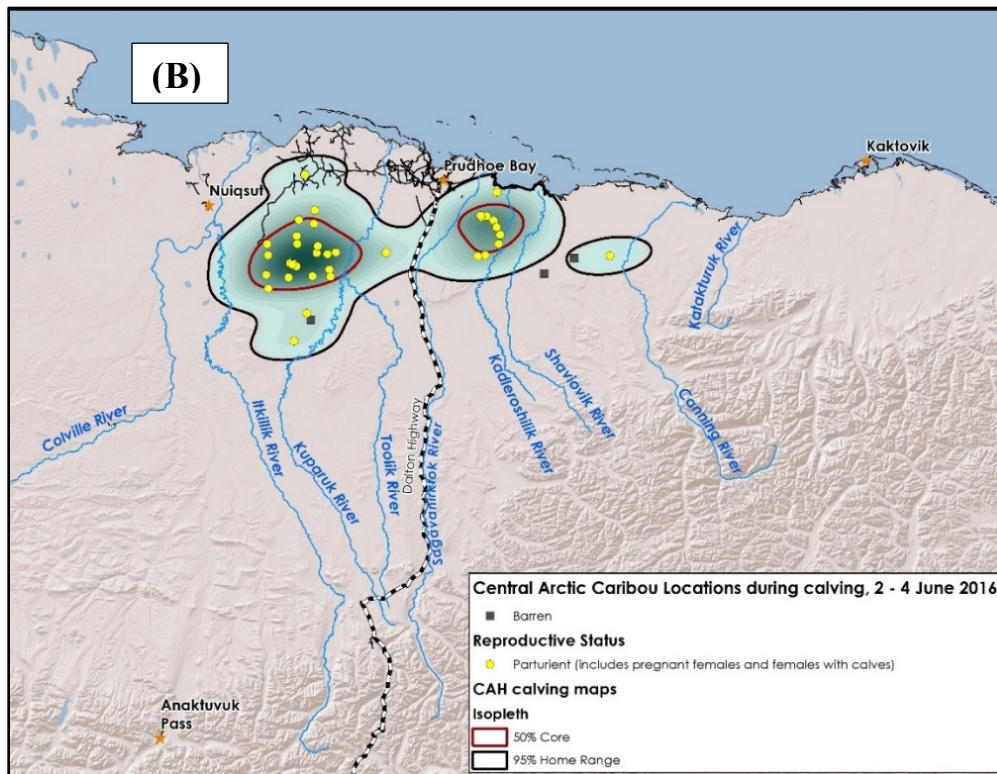 (B)
Kaktovik
Prudhoe Bay
Nuiqsut
Katakturuk River
Shaviovik River
Kadleroshilik River
Colville River
Itkillik River
Kuparuk River
Toolik River
Dalton Highway
Sagavanirktok River
Canning River
Anaktuvuk
Pass
Central Arctic Caribou Locations during calving, 2 - 4 June 2016
Barren
Reproductive Status
Parturient (includes pregnant females and females with calves)
CAH calving maps
Isopleth
50% Core
95% Home Range